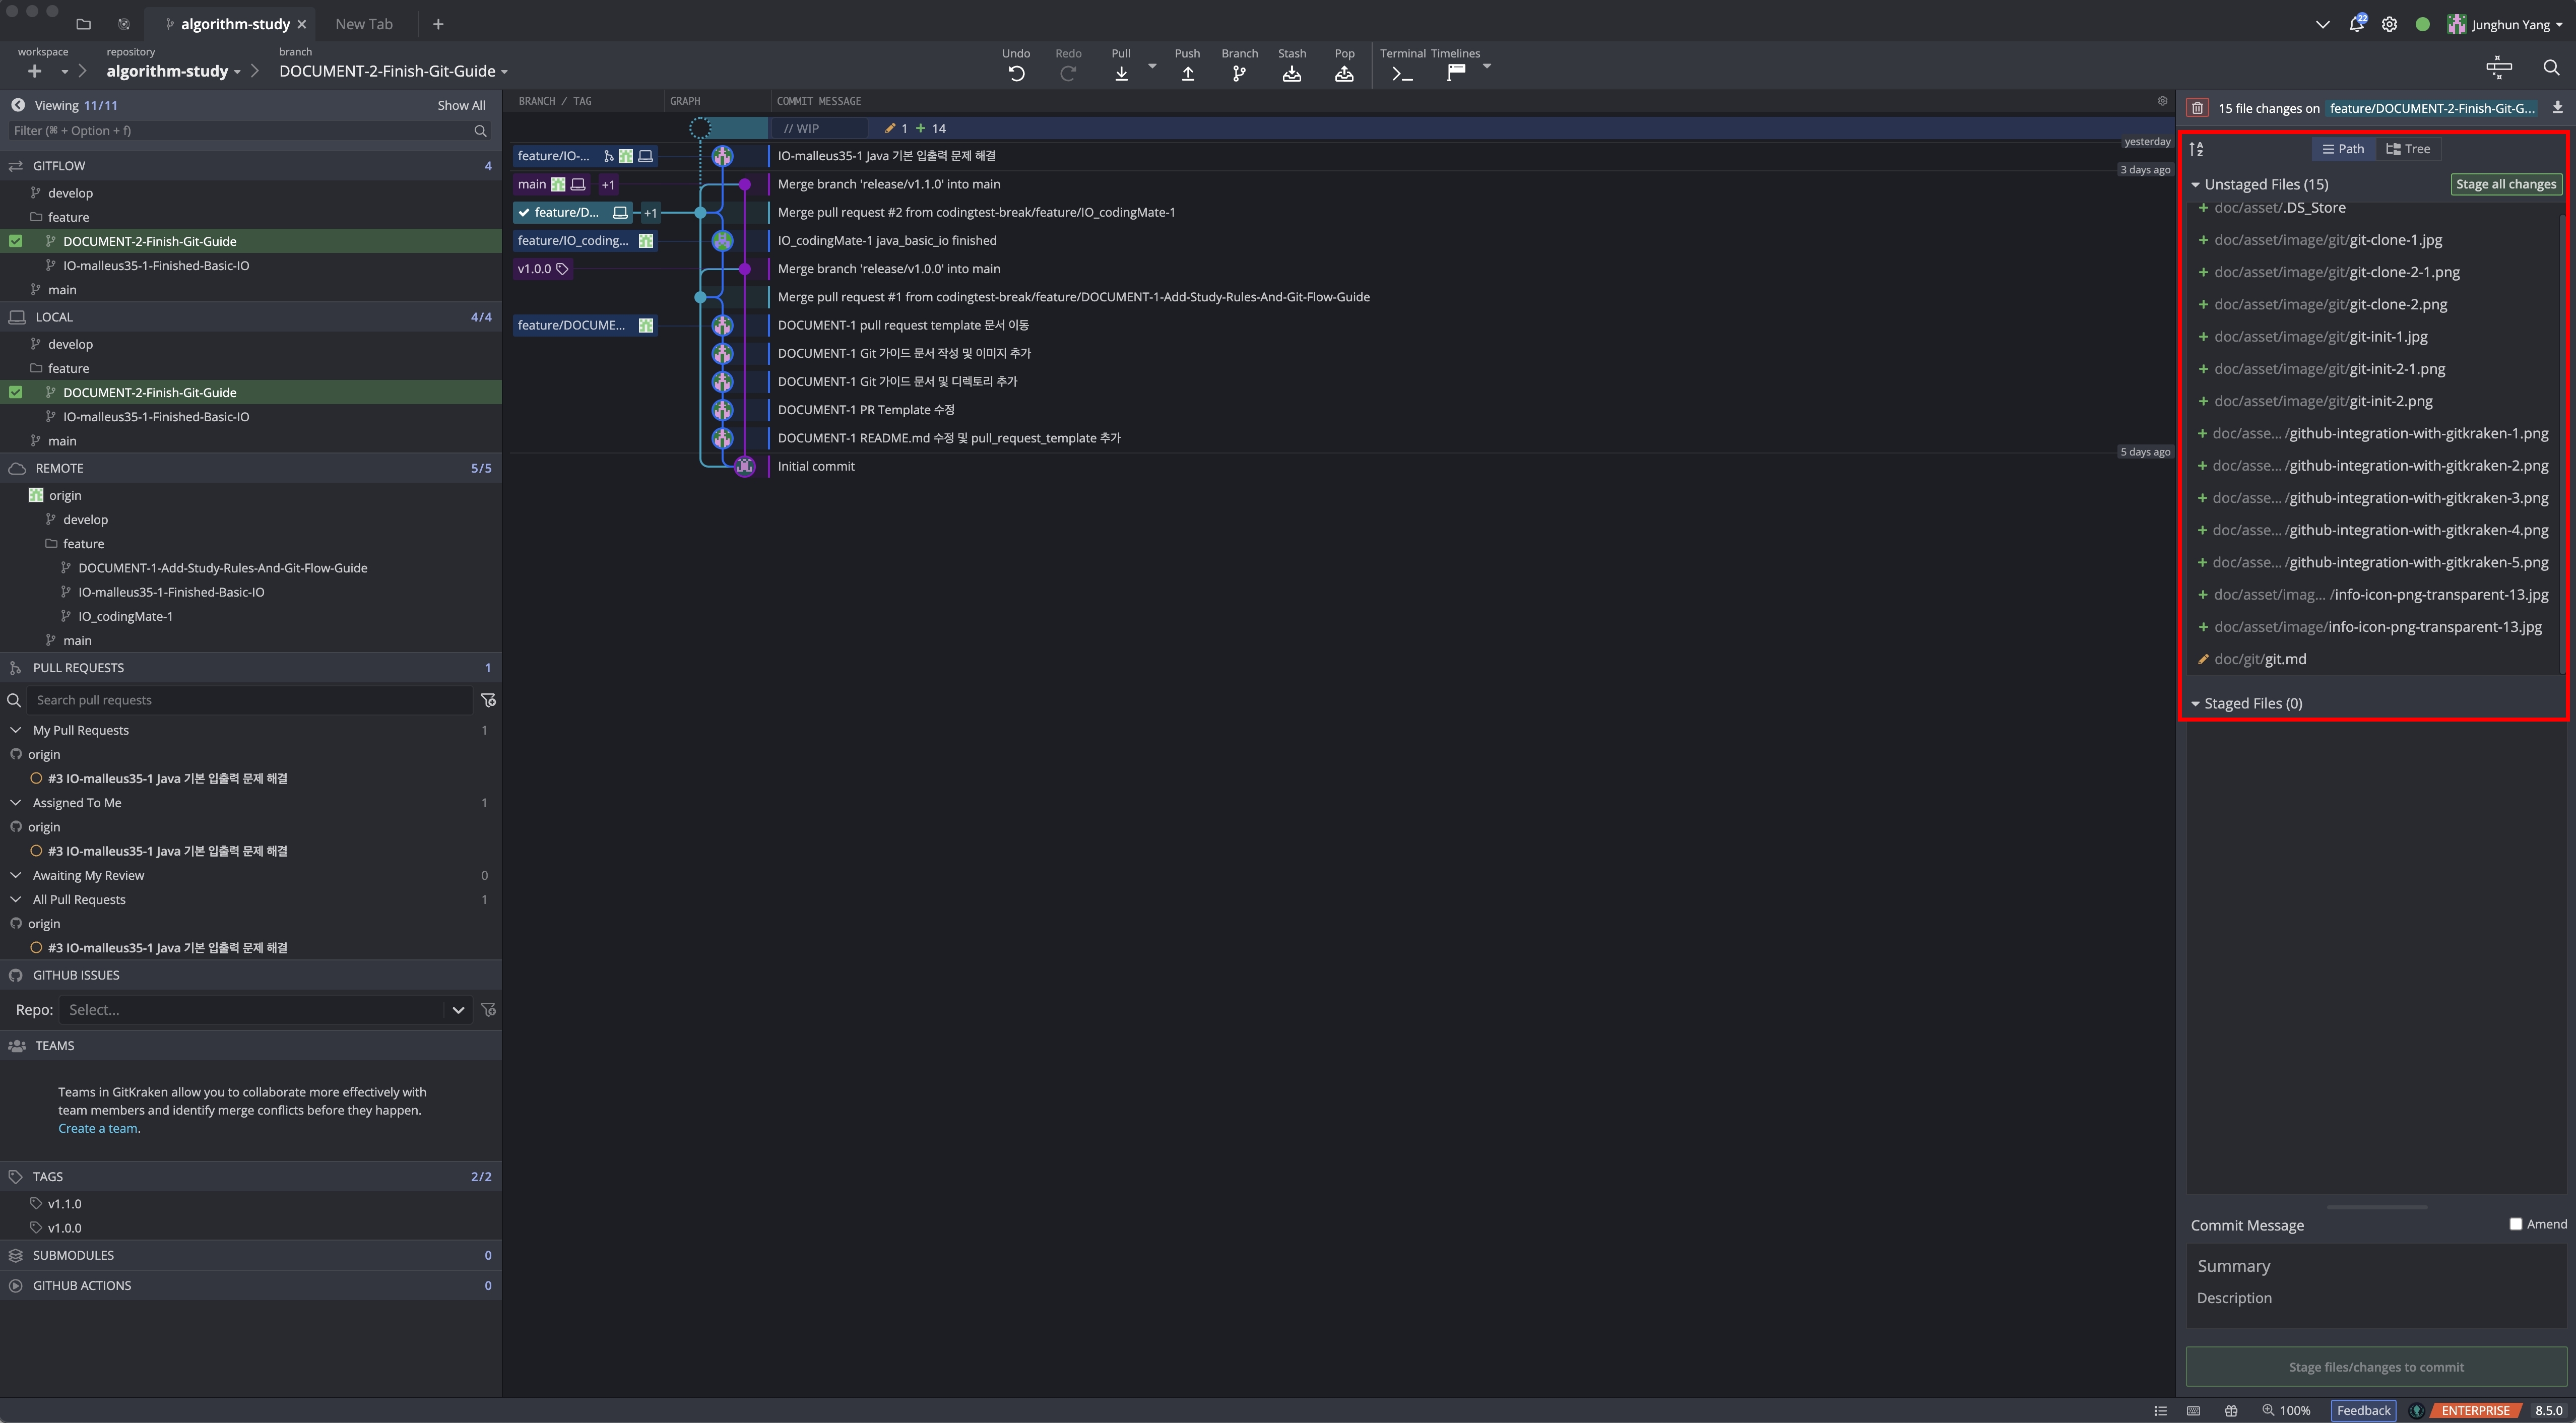 algorithm-study
New Tab
22
Junghun Yang
workspace
repository
branch
algorithm-study
DOCUMENT-2-Finish-Git-Guide
Undo
Redo
Pull
Push
Branch
Stash
Pop
Terminal
Timelines
Viewing 11/11
Show All
Filter (⌘ + Option + f)
GITFLOW 4
develop
feature
DOCUMENT-2-Finish-Git-Guide
IO-malleus35-1-Finished-Basic-IO
main
LOCAL 4/4
develop
feature
DOCUMENT-2-Finish-Git-Guide
IO-malleus35-1-Finished-Basic-IO
main
REMOTE 5/5
origin
develop
feature
DOCUMENT-1-Add-Study-Rules-And-Git-Flow-Guide
IO-malleus35-1-Finished-Basic-IO
IO_codingMate-1
main
PULL REQUESTS 1
Search pull requests
My Pull Requests 1
origin
#3 IO-malleus35-1 Java 기본 입출력 문제 해결
Assigned To Me 1
origin
#3 IO-malleus35-1 Java 기본 입출력 문제 해결
Awaiting My Review 0
All Pull Requests 1
origin
#3 IO-malleus35-1 Java 기본 입출력 문제 해결
GITHUB ISSUES
Repo: Select...
TEAMS
Teams in GitKraken allow you to collaborate more effectively with
team members and identify merge conflicts before they happen.
Create a team.
TAGS 2/2
v1.1.0
v1.0.0
SUBMODULES 0
GITHUB ACTIONS 0
BRANCH / TAG
GRAPH
COMMIT MESSAGE
// WIP 1 + 14
yesterday
feature/IO-... IO-malleus35-1 Java 기본 입출력 문제 해결
3 days ago
main +1 Merge branch 'release/v1.1.0' into main
feature/D... +1 Merge pull request #2 from codingtest-break/feature/IO_codingMate-1
feature/IO_coding... IO_codingMate-1 java_basic_io finished
v1.0.0 Merge branch 'release/v1.0.0' into main
Merge pull request #1 from codingtest-break/feature/DOCUMENT-1-Add-Study-Rules-And-Git-Flow-Guide
feature/DOCUME... DOCUMENT-1 pull request template 문서 이동
DOCUMENT-1 Git 가이드 문서 작성 및 이미지 추가
DOCUMENT-1 Git 가이드 문서 및 디렉토리 추가
DOCUMENT-1 PR Template 수정
DOCUMENT-1 README.md 수정 및 pull_request_template 추가
5 days ago
Initial commit
15 file changes on feature/DOCUMENT-2-Finish-Git-G...
Path
Tree
Unstaged Files (15)
Stage all changes
+ doc/asset/.DS_Store
+ doc/asset/image/git/git-clone-1.jpg
+ doc/asset/image/git/git-clone-2-1.png
+ doc/asset/image/git/git-clone-2.png
+ doc/asset/image/git/git-init-1.jpg
+ doc/asset/image/git/git-init-2-1.png
+ doc/asset/image/git/git-init-2.png
+ doc/asse... /github-integration-with-gitkraken-1.png
+ doc/asse... /github-integration-with-gitkraken-2.png
+ doc/asse... /github-integration-with-gitkraken-3.png
+ doc/asse... /github-integration-with-gitkraken-4.png
+ doc/asse... /github-integration-with-gitkraken-5.png
+ doc/asset/imag... /info-icon-png-transparent-13.jpg
+ doc/asset/image/info-icon-png-transparent-13.jpg
doc/git/git.md
Staged Files (0)
Commit Message
Amend
Summary
Description
Stage files/changes to commit
100%
Feedback
ENTERPRISE
8.5.0